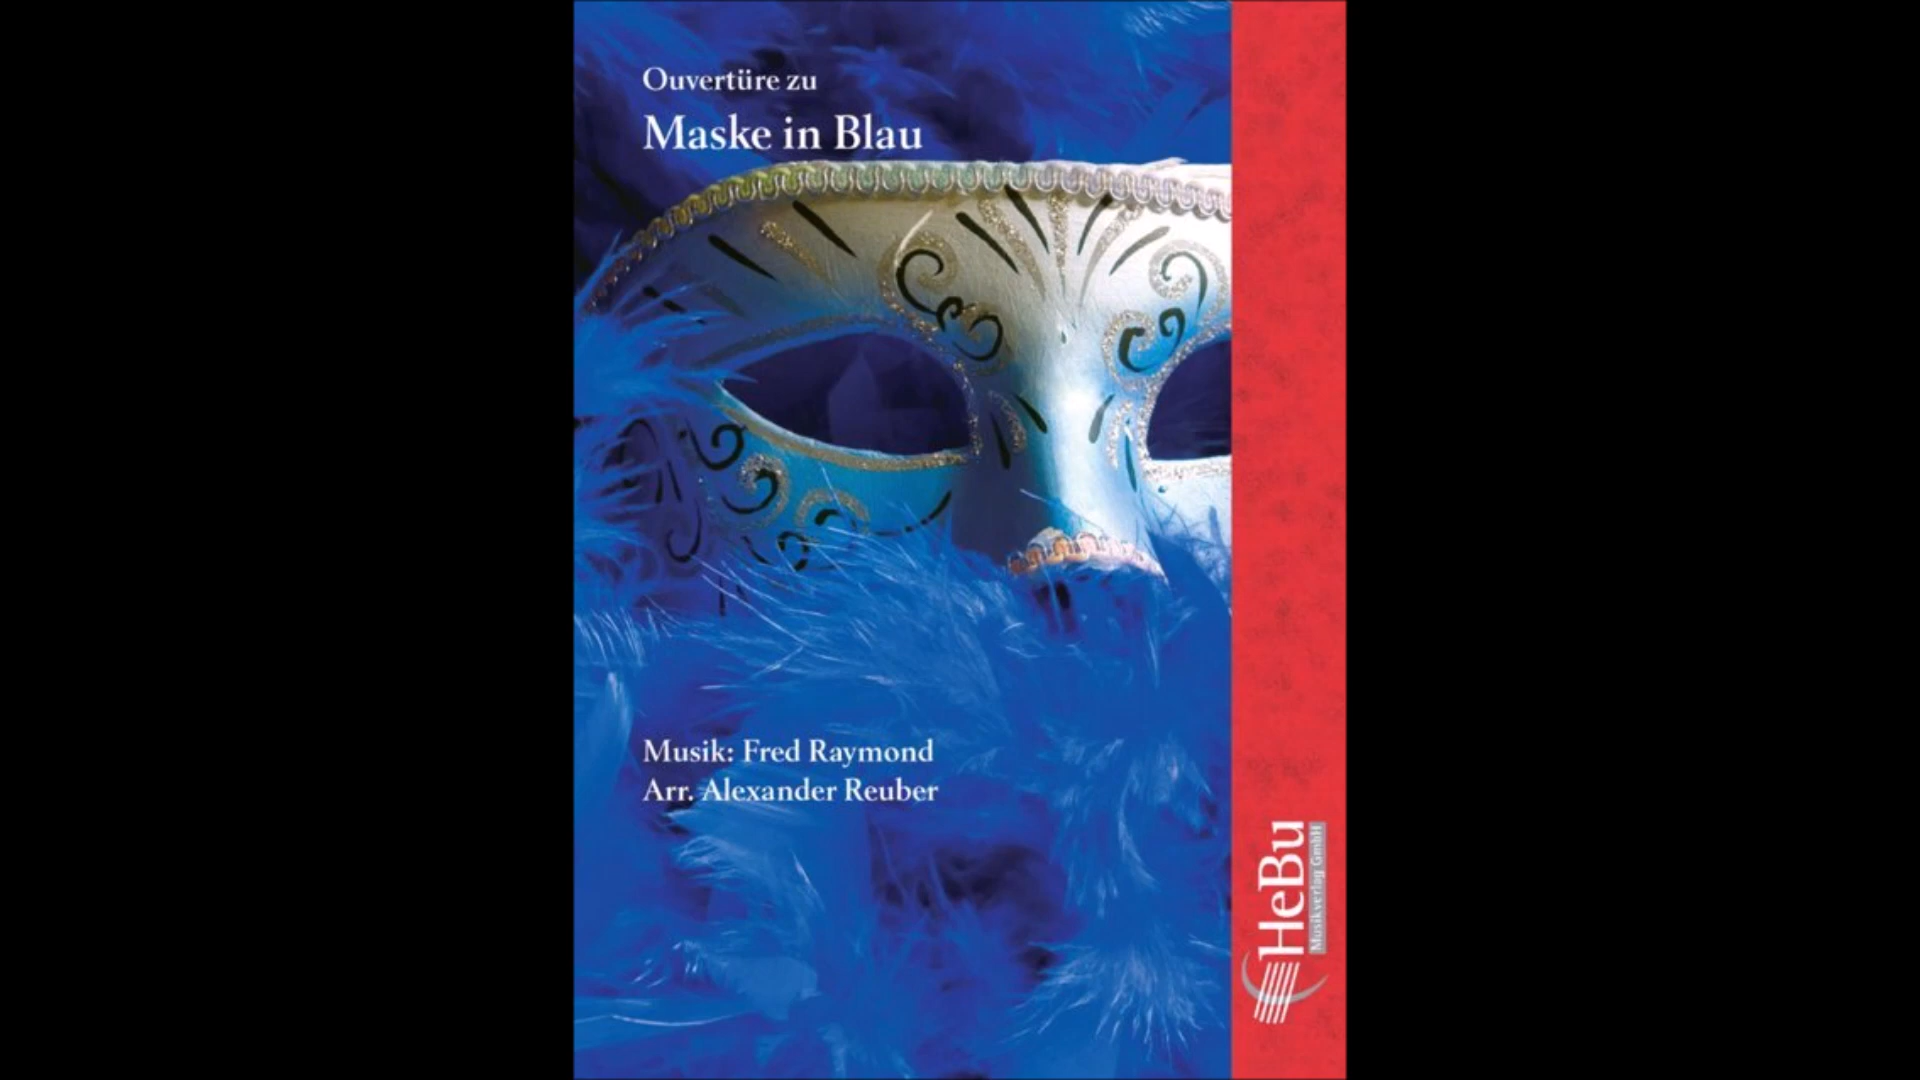 Ouvertüre zu
Maske in Blau
Musik: Fred Raymond
Arr. Alexander Reuber
HeBu
Musikverlag GmbH